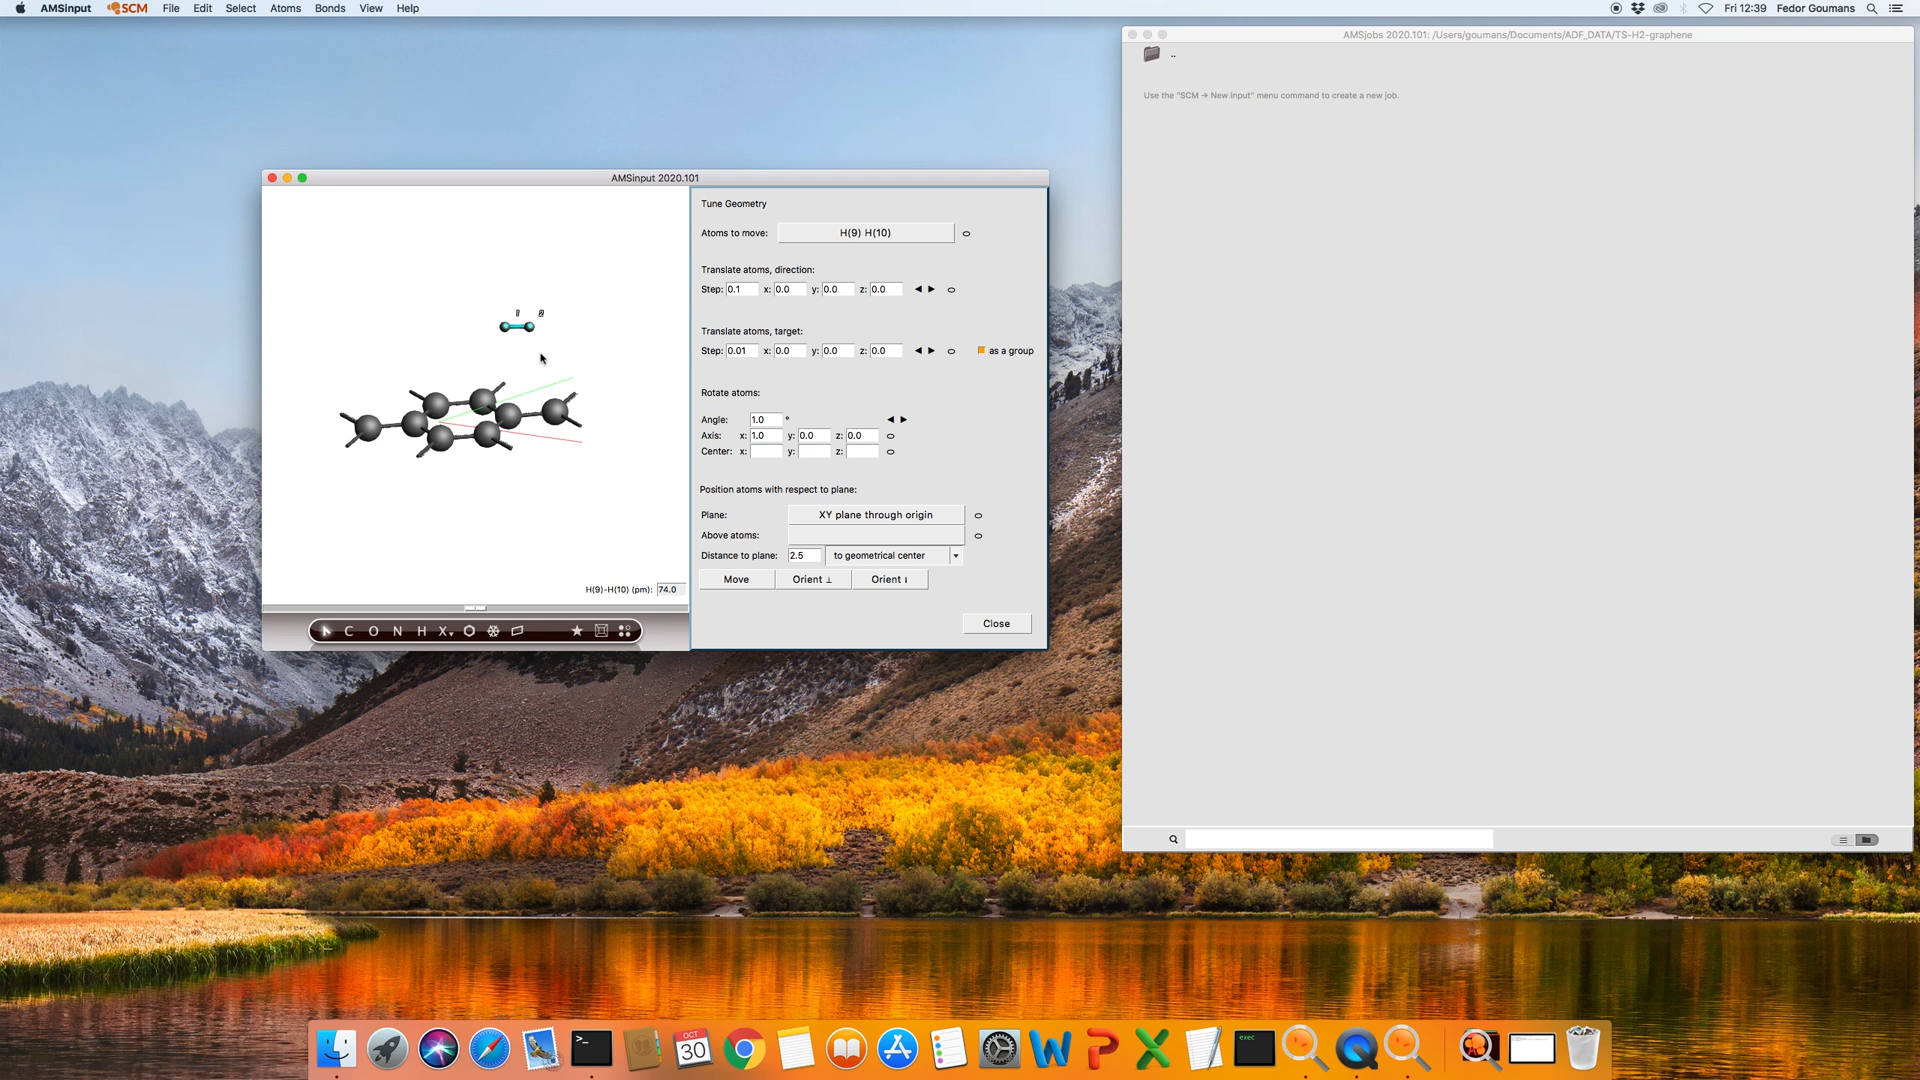 AMSinput SCM File Edit Select Atoms Bonds View Help Fri 12:39 Fedor Goumans
AMSjobs 2020.101: /Users/goumans/Documents/ADF_DATA/TS-H2-graphene
..
Use the "SCM → New Input" menu command to create a new job.
AMSinput 2020.101
1 2
H(9)-H(10) (pm): 74.0
C O N H X
Tune Geometry
Atoms to move: H(9) H(10)
Translate atoms, direction:
Step: 0.1 x: 0.0 y: 0.0 z: 0.0
Translate atoms, target:
Step: 0.01 x: 0.0 y: 0.0 z: 0.0 as a group
Rotate atoms:
Angle: 1.0 °
Axis: x: 1.0 y: 0.0 z: 0.0
Center: x: y: z:
Position atoms with respect to plane:
Plane: XY plane through origin
Above atoms:
Distance to plane: 2.5 to geometrical center
Move Orient ⊥ Orient ∥
Close
OCT
30
exec